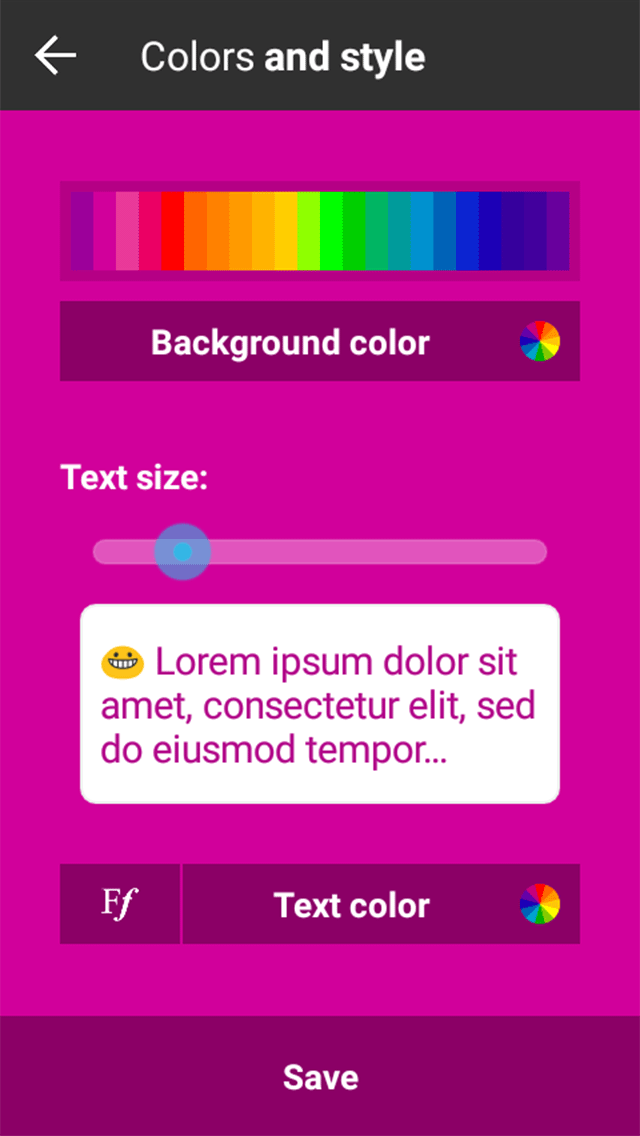 Colors and style
Background color
Text size:
😀 Lorem ipsum dolor sit
amet, consectetur elit, sed
do eiusmod tempor...
Ff Text color
Save